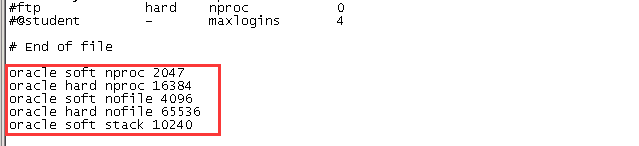 #ftp hard nproc 0
#@student - maxlogins 4
# End of file
oracle soft nproc 2047
oracle hard nproc 16384
oracle soft nofile 4096
oracle hard nofile 65536
oracle soft stack 10240